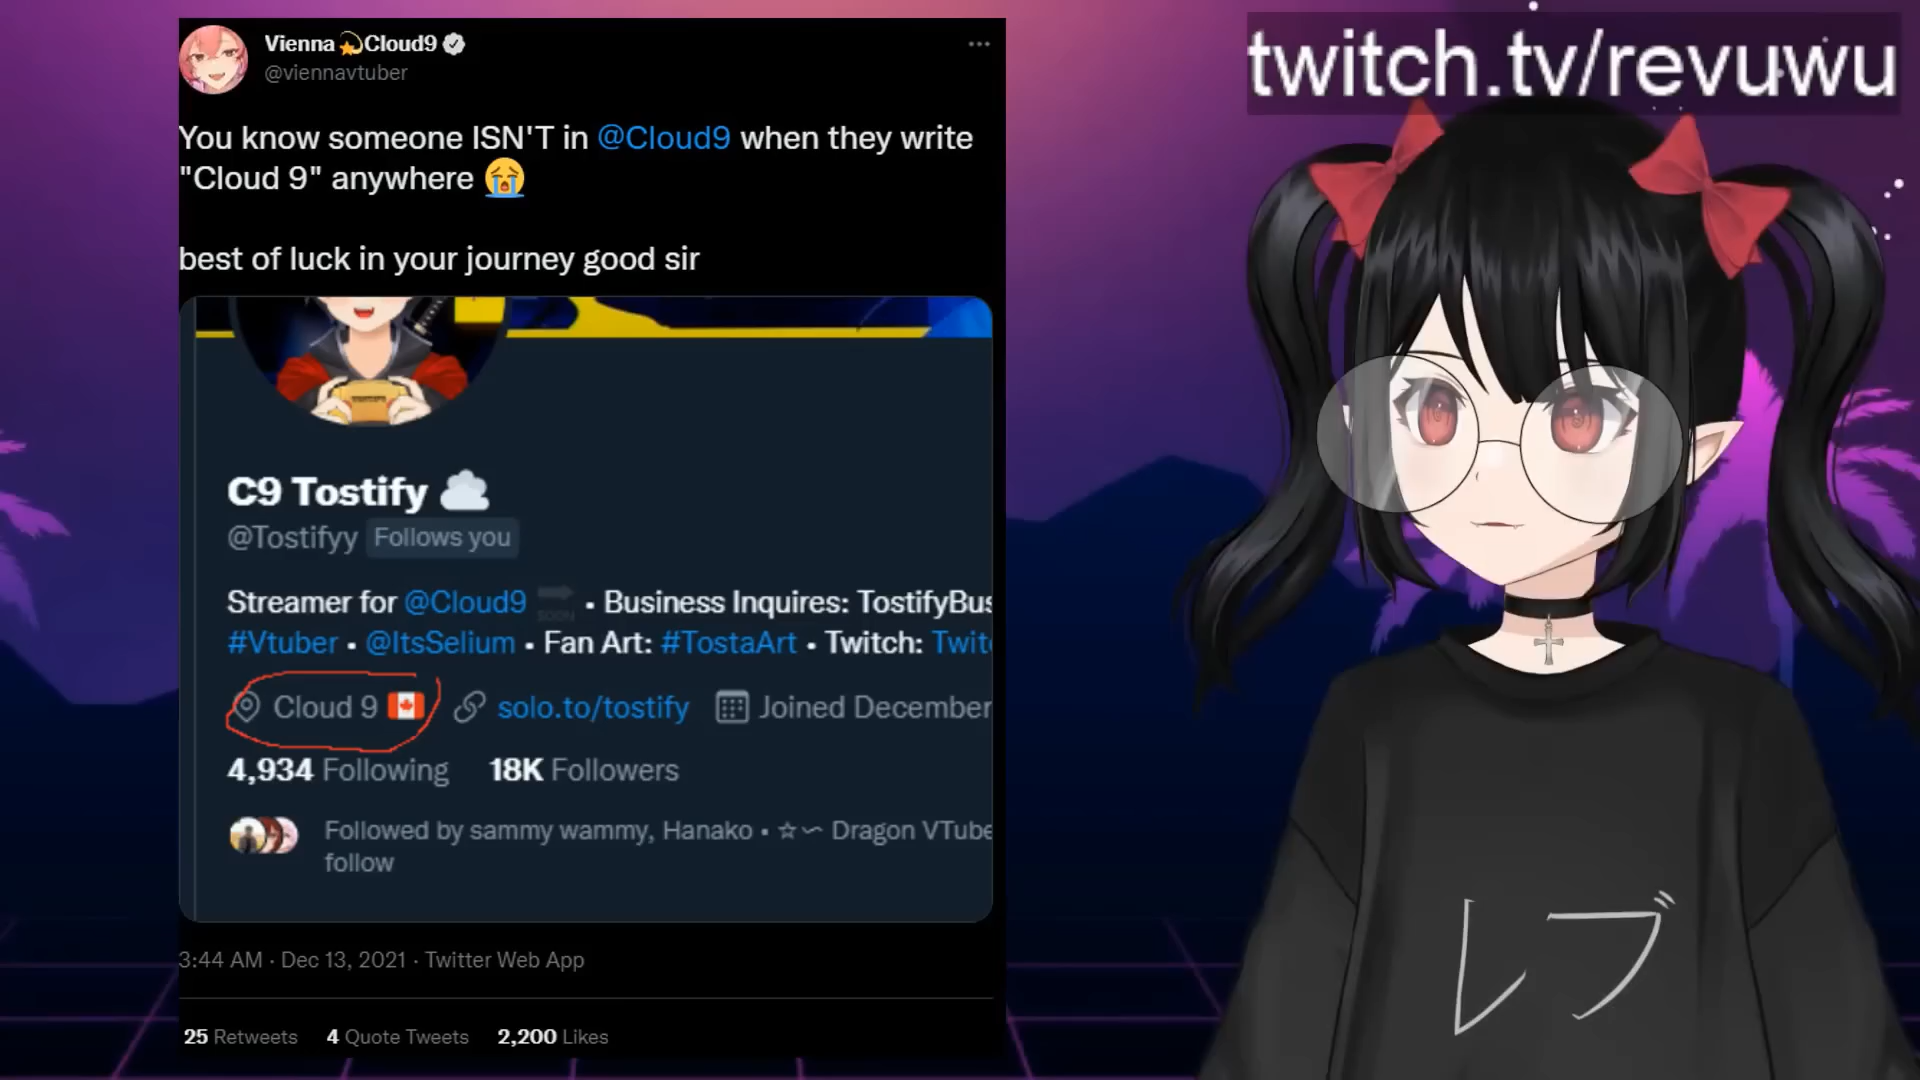 Vienna💫Cloud9
@viennavtuber
You know someone ISN'T in @Cloud9 when they write
"Cloud 9" anywhere 😭
best of luck in your journey good sir
C9 Tostify ☁️
@Tostifyy Follows you
Streamer for @Cloud9 🔜 • Business Inquires: TostifyBus
#Vtuber • @ItsSelium • Fan Art: #TostaArt • Twitch: Twit
Cloud 9 🇨🇦 solo.to/tostify Joined December
4,934 Following 18K Followers
Followed by sammy wammy, Hanako • ☆ Dragon VTube
follow
3:44 AM · Dec 13, 2021 · Twitter Web App
25 Retweets 4 Quote Tweets 2,200 Likes
twitch.tv/revuwu
レブ